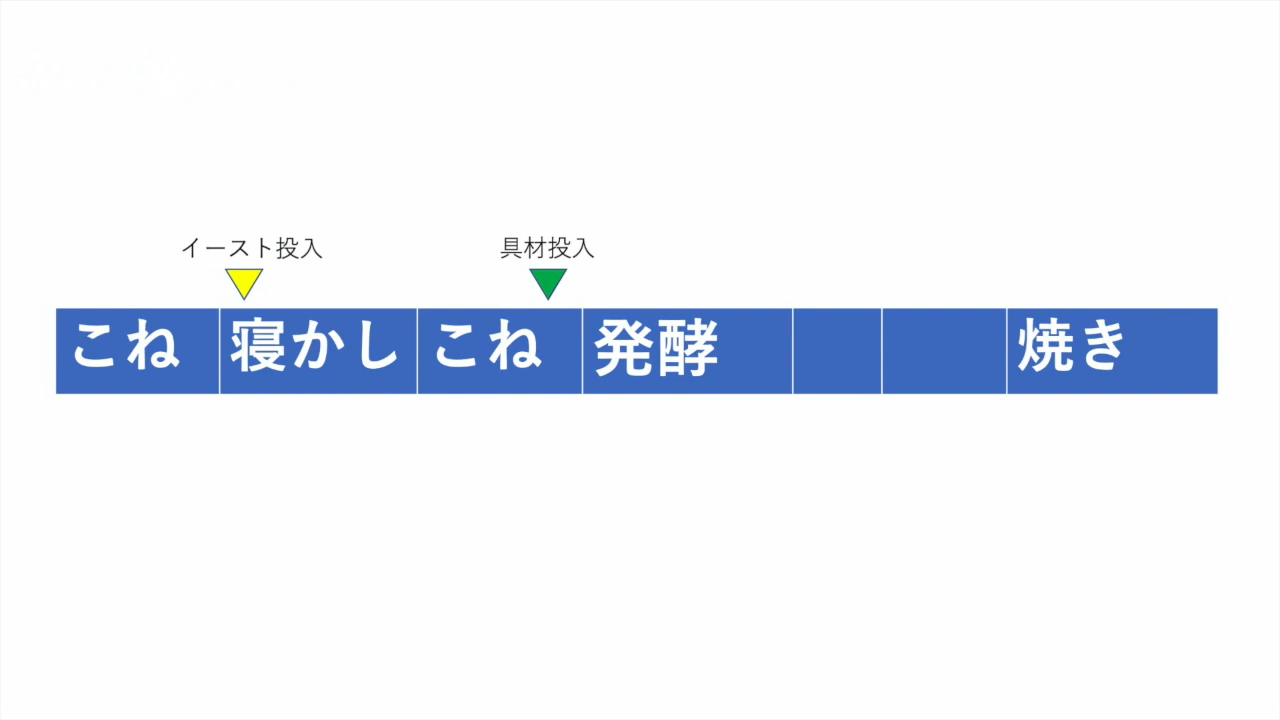 イースト投入
具材投入
こね
寝かし
こね
発酵
焼き